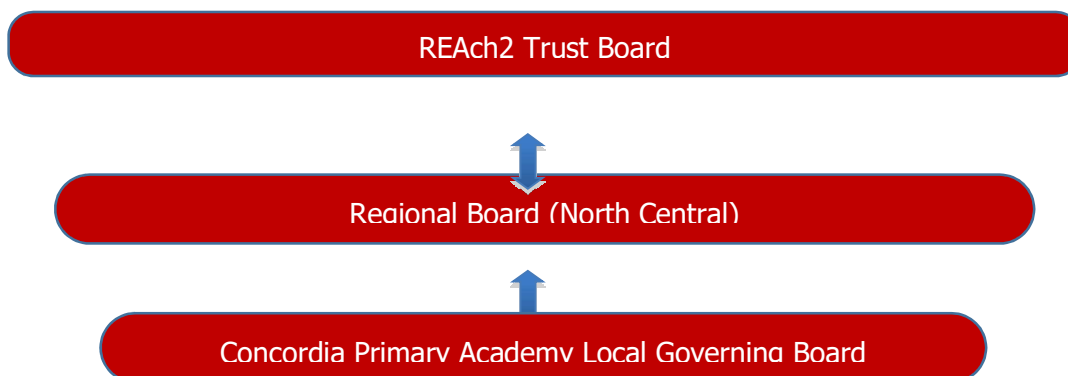 REAch2 Trust Board
Regional Board (North Central)
Concordia Primary Academy Local Governing Board